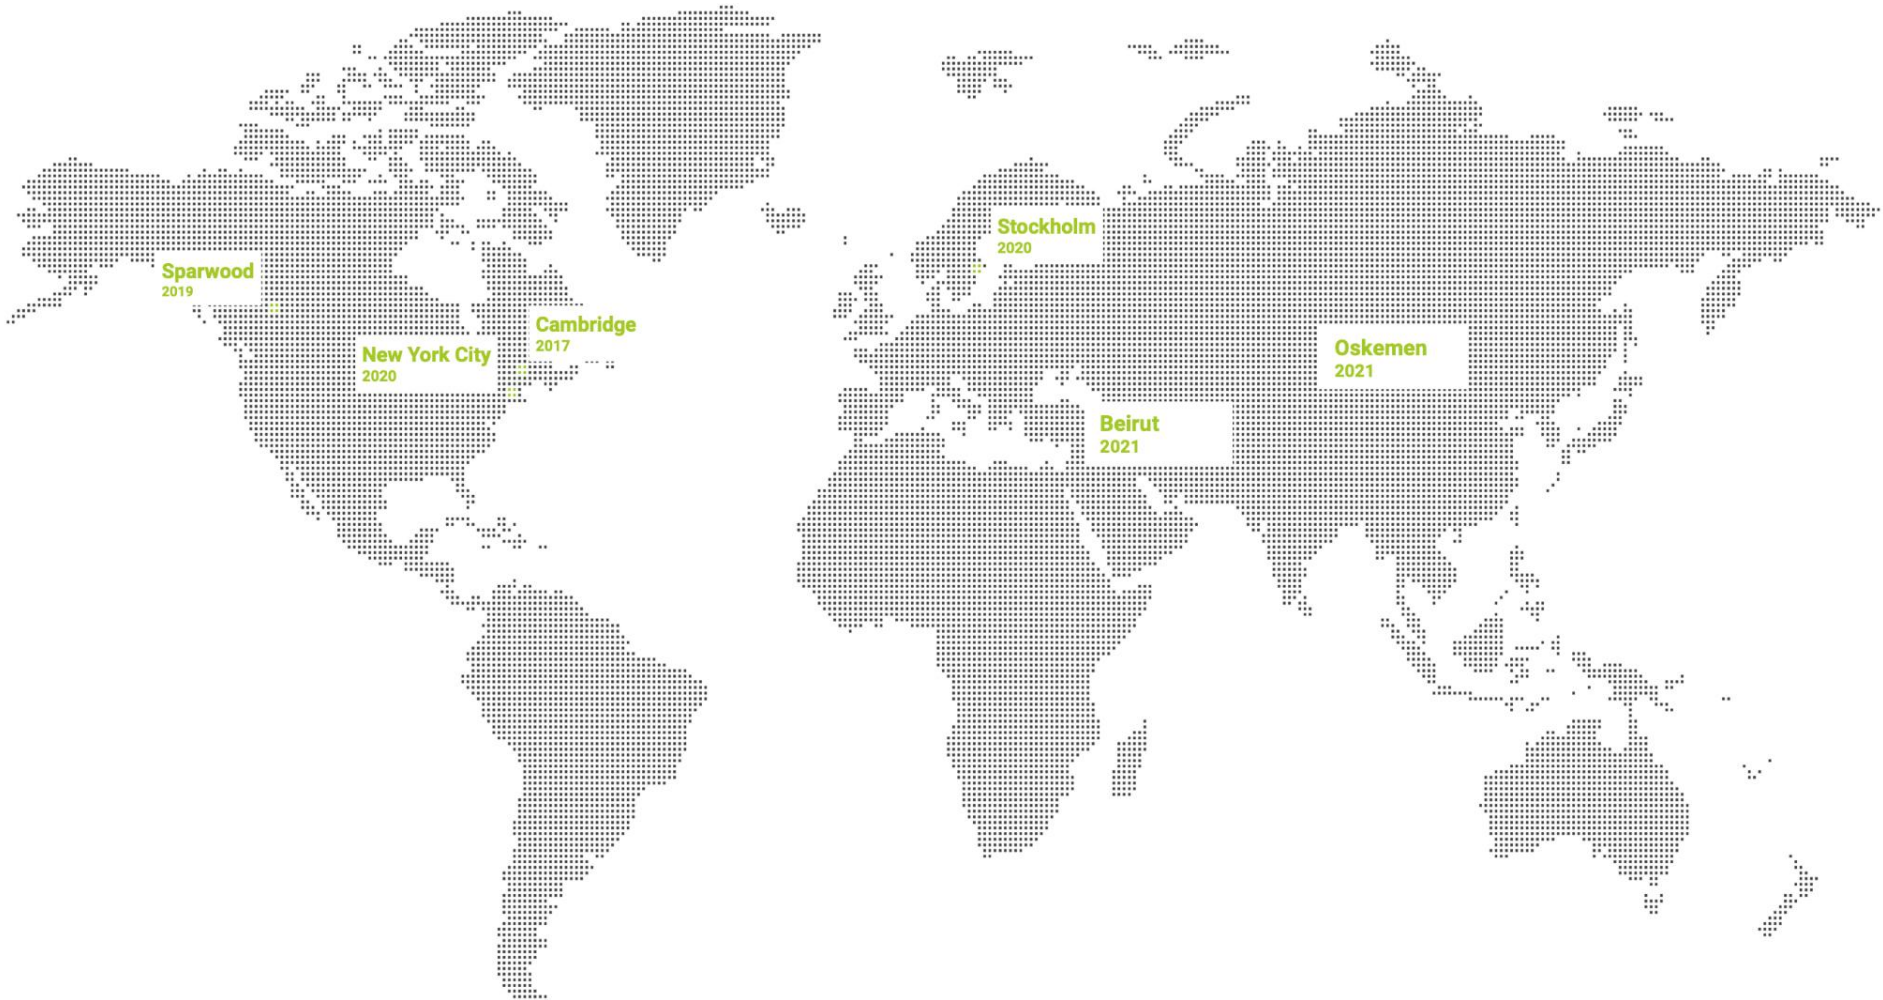 Stockholm
2020
Sparwood
2019
Cambridge
2017
New York City
2020
Oskemen
2021
Beirut
2021